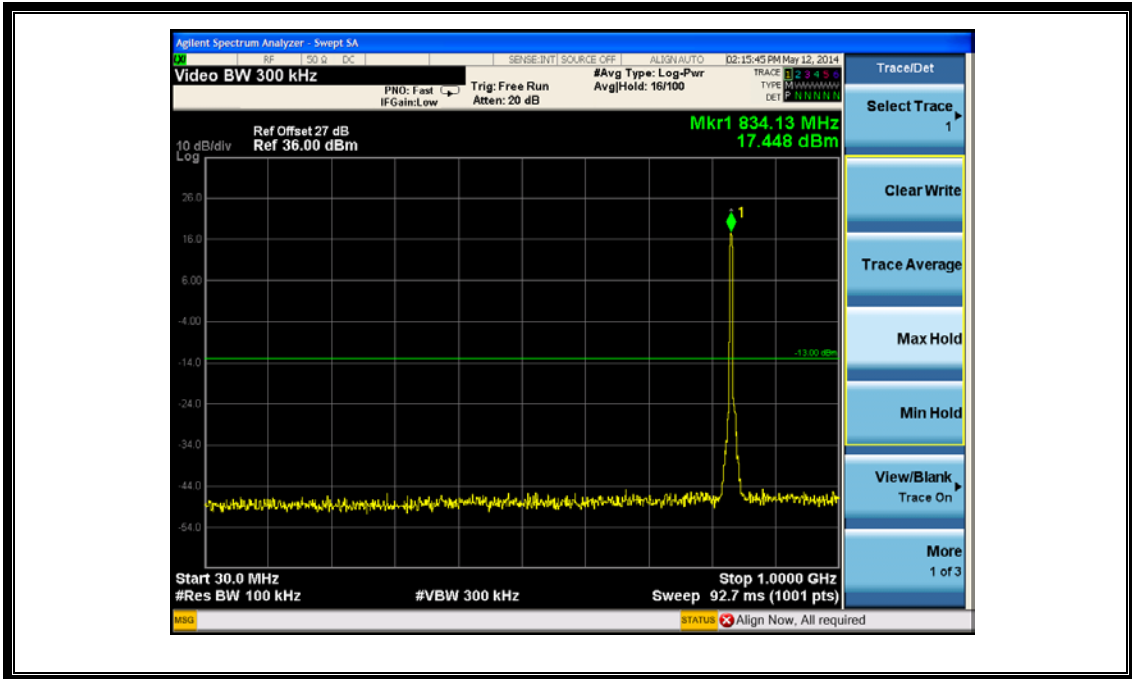 Agilent Spectrum Analyzer - Swept SA
LXI RF 50 Ω DC SENSE:INT SOURCE OFF ALIGN AUTO 02:15:45 PM May 12, 2014
Video BW 300 kHz
PNO: Fast
IFGain:Low
Trig: Free Run
Atten: 20 dB
#Avg Type: Log-Pwr
Avg|Hold: 16/100
TRACE 1 2 3 4 5 6
TYPE MWWWWW
DET P N N N N N
Ref Offset 27 dB
Ref 36.00 dBm
10 dB/div
Log
Mkr1 834.13 MHz
17.448 dBm
1
26.0
16.0
6.00
-4.00
-14.0
-24.0
-34.0
-44.0
-54.0
-13.00 dBm
Start 30.0 MHz
#Res BW 100 kHz
#VBW 300 kHz
Stop 1.0000 GHz
Sweep 92.7 ms (1001 pts)
MSG
STATUS Align Now, All required
Trace/Det
Select Trace
1
Clear Write
Trace Average
Max Hold
Min Hold
View/Blank
Trace On
More
1 of 3